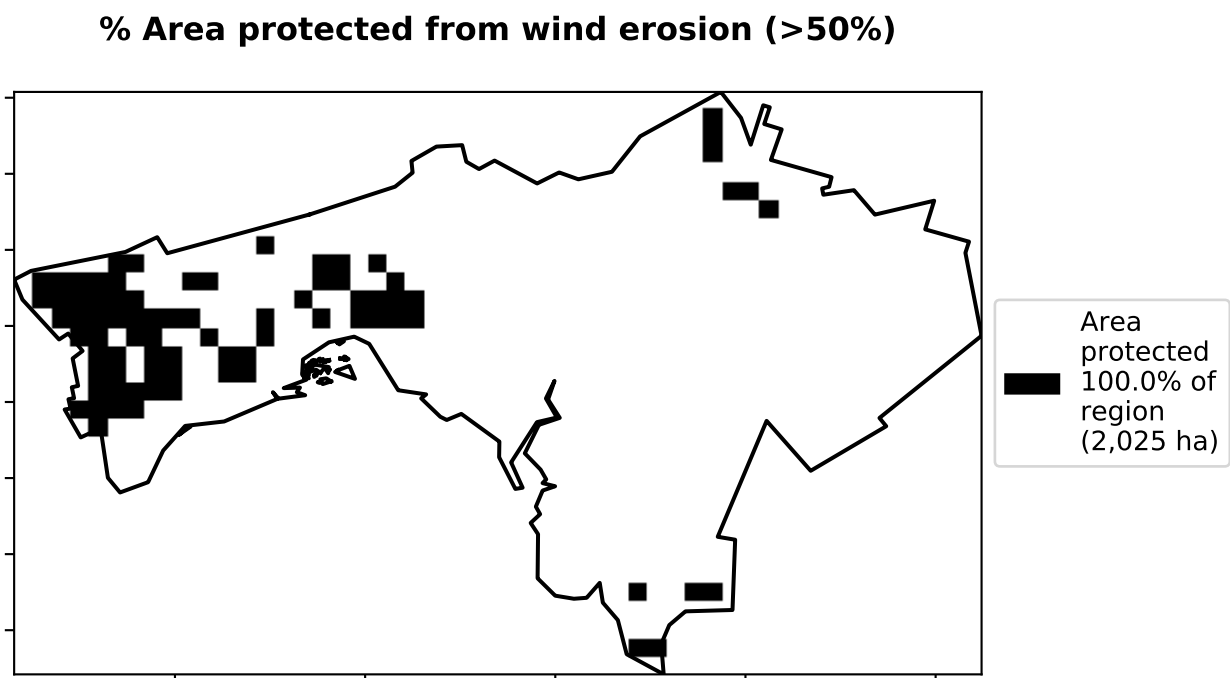 % Area protected from wind erosion (>50%)
Area
protected
100.0% of
region
(2,025 ha)